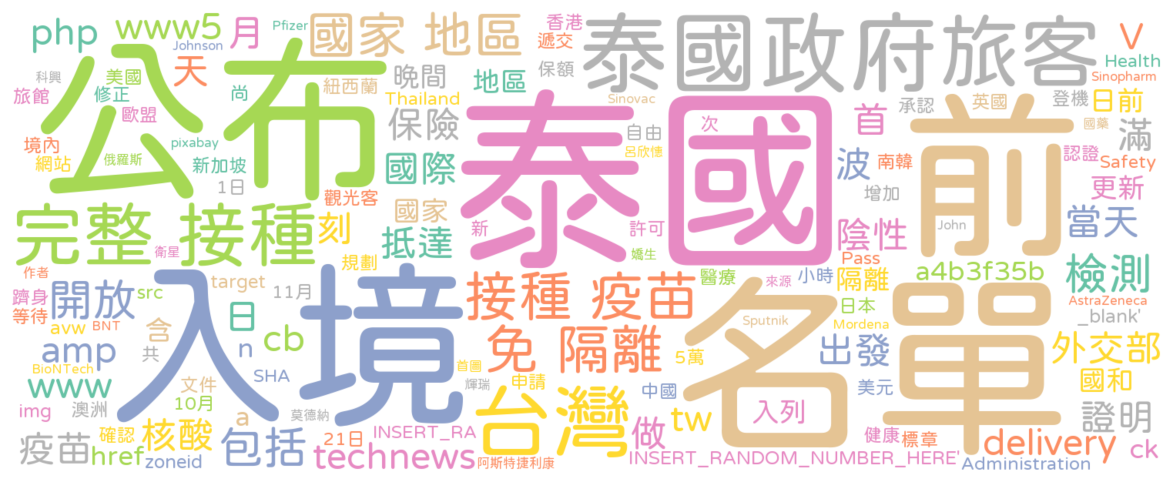 php
www5
Johnson
月
Pfizer
國家 地區
香港
遞交
泰國政府旅客
V
Health
Sinopharm
公布
科興
美國
天
尚
紐西蘭
晚間
地區
保額
旅館
修正
歐盟
Thailand
Sinovac
次
首
承認
英國
登機
日前
國藥
滿
境內
pixabay
保險
自由
呂欣憓
泰國
前
網站
俄羅斯
新加坡
國際
波
南韓
認證
Safety
1日
觀光客
增加
更新
完整 接種
刻
國家
抵達
新
許可
陰性
John
當天
衛星
規劃
嬌生
Pass
作者
target
入境
接種 疫苗
醫療
來源
小時
隔離
a4b3f35b
檢測
躋身
開放
src
11月
日本
AstraZeneca
等待
avw
BNT
含
日
cb
名單
Sputnik
Mordena
_blank'
BioNTech
amp
共
n
免 隔離
5萬
出發
外交部
www
SHA
首團
申請
輝瑞
中國
美元
國和
img
澳洲
文件
10月
a
莫德納
台灣
tw
入列
證明
疫苗
確認
核酸
包括
21日
INSERT_RA
做
健康
標章
delivery
href
zoneid
technews
阿斯特捷利康
INSERT_RANDOM_NUMBER_HERE'
Administration
ck